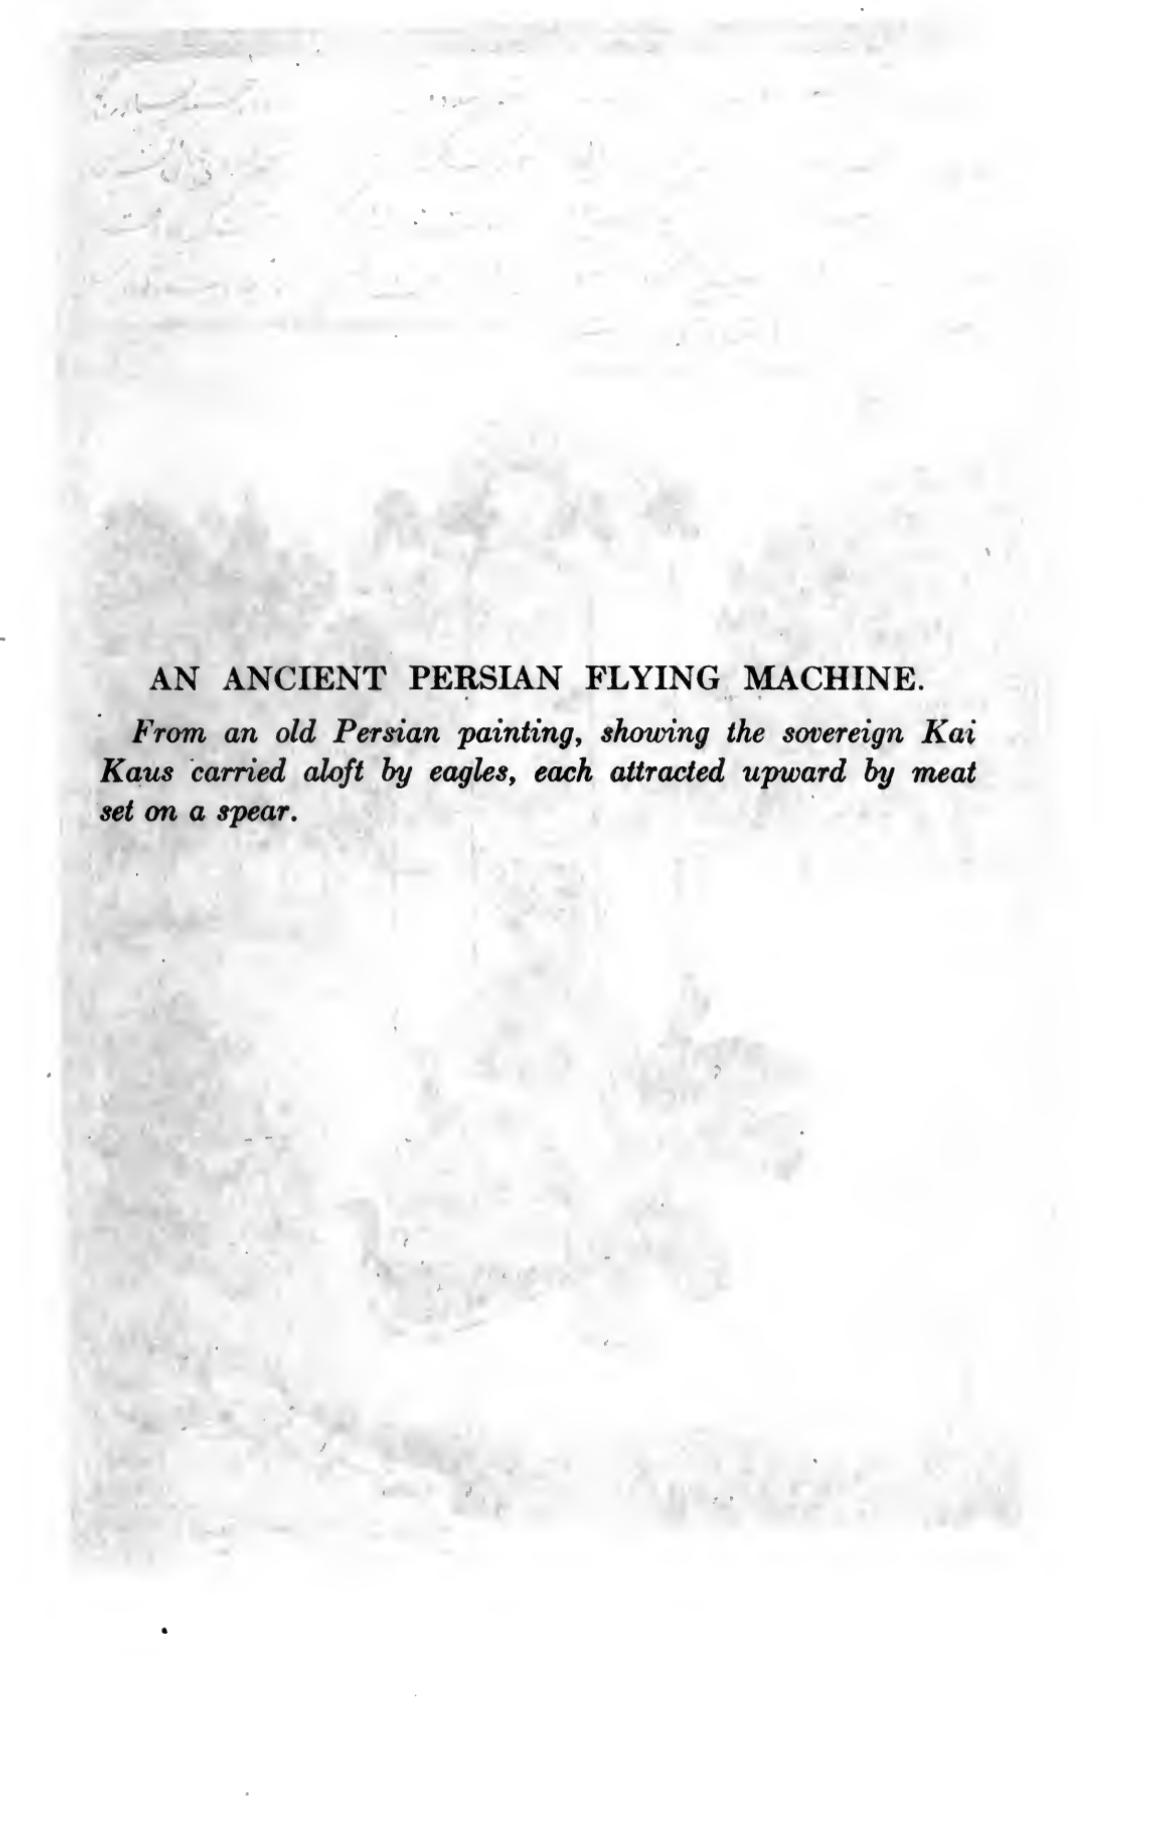 AN ANCIENT PERSIAN FLYING MACHINE.
From an old Persian painting, showing the sovereign Kai
Kaus carried aloft by eagles, each attracted upward by meat
set on a spear.